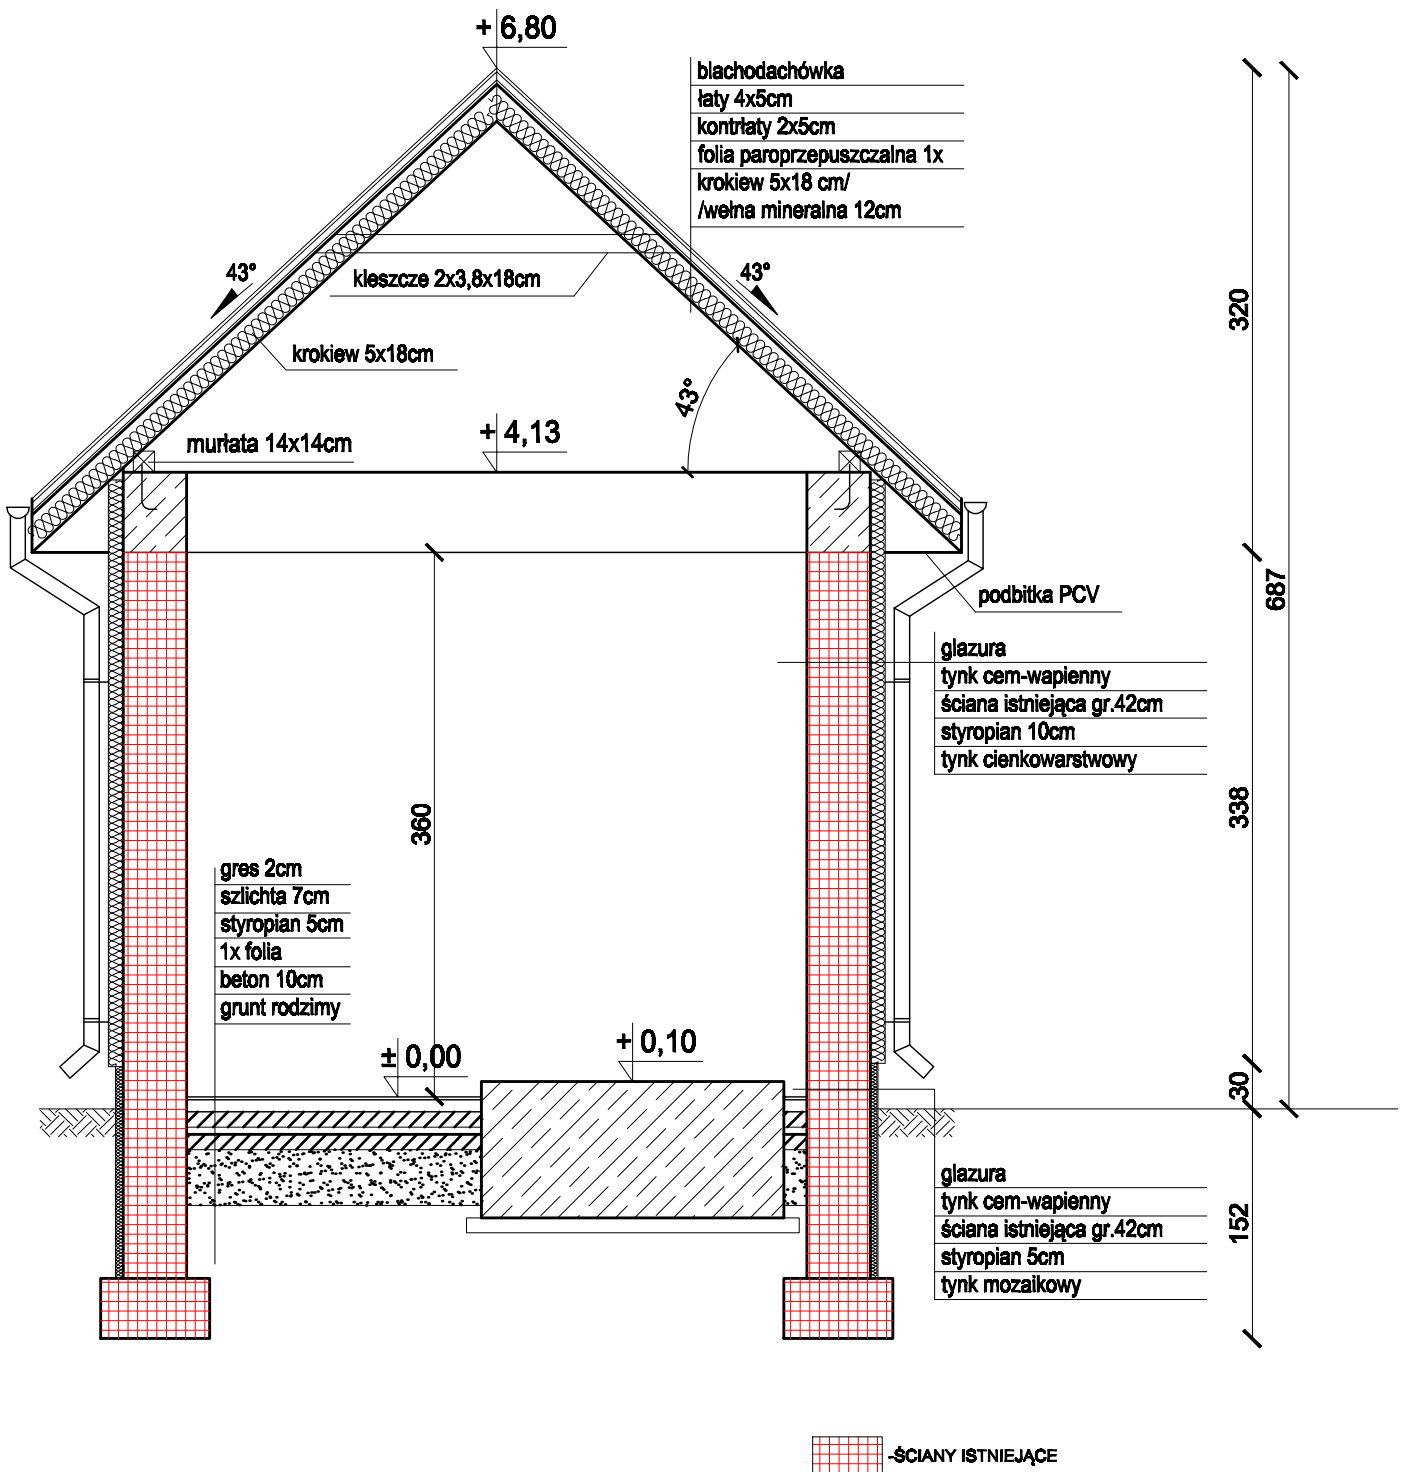 + 6,80
blachodachówka
łaty 4x5cm
kontrłaty 2x5cm
folia paroprzepuszczalna 1x
krokiew 5x18 cm/
/wełna mineralna 12cm
43°
43°
kleszcze 2x3,8x18cm
320
krokiew 5x18cm
43°
+ 4,13
murłata 14x14cm
687
podbitka PCV
glazura
tynk cem-wapienny
ściana istniejąca gr.42cm
styropian 10cm
tynk cienkowarstwowy
338
360
gres 2cm
szlichta 7cm
styropian 5cm
1x folia
beton 10cm
grunt rodzimy
± 0,00
+ 0,10
30
glazura
tynk cem-wapienny
ściana istniejąca gr.42cm
styropian 5cm
tynk mozaikowy
152
-ŚCIANY ISTNIEJĄCE